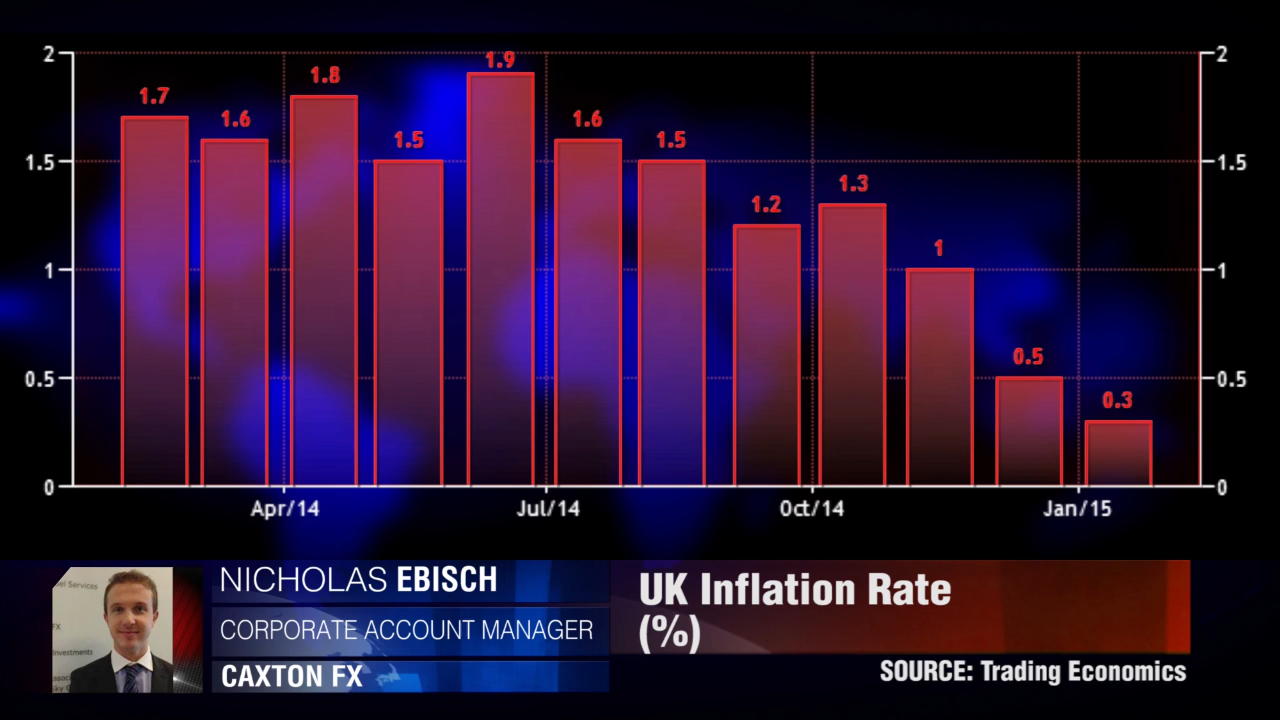 2
1.5
1
0.5
0
1.7
1.6
1.8
1.5
1.9
1.6
1.5
1.2
1.3
1
0.5
0.3
2
1.5
1
0.5
0
Apr/14
Jul/14
Oct/14
Jan/15
Services
FX
Investments
NICHOLAS EBISCH
CORPORATE ACCOUNT MANAGER
CAXTON FX
UK Inflation Rate
(%)
SOURCE: Trading Economics